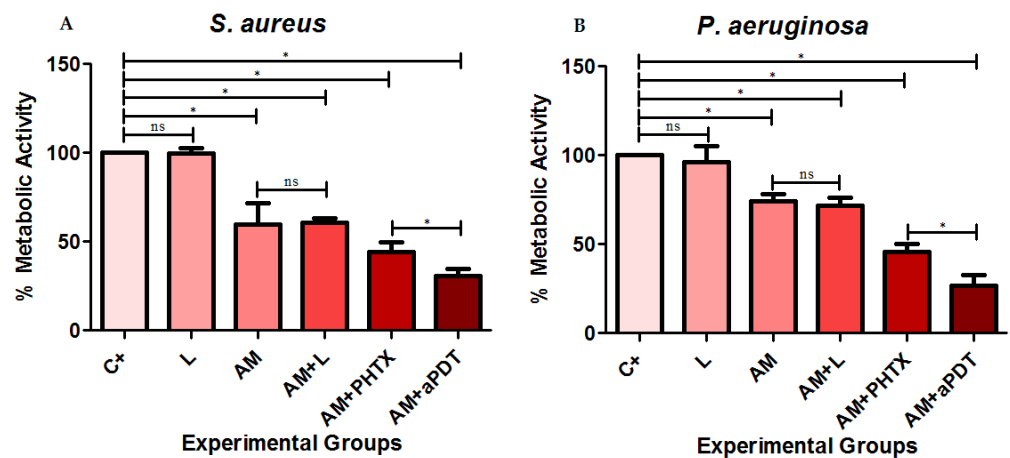 A
S. aureus
% Metabolic Activity
150
100
50
0
*
*
*
*
ns
ns
*
C+
L
AM
AM+L
AM+PHTX
AM+aPDT
Experimental Groups
B
P. aeruginosa
% Metabolic Activity
150
100
50
0
*
*
*
*
ns
ns
*
C+
L
AM
AM+L
AM+PHTX
AM+aPDT
Experimental Groups